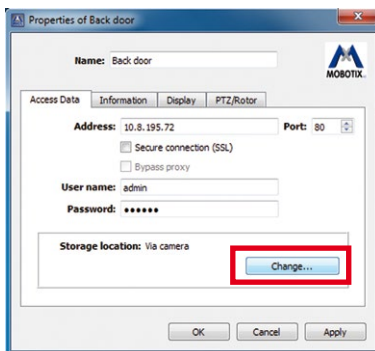 Properties of Back door
Name: Back door
MOBOTIX
Access Data Information Display PTZ/Rotor
Address: 10.8.195.72 Port: 80
Secure connection (SSL)
Bypass proxy
User name: admin
Password: ••••••
Storage location: Via camera
Change...
OK Cancel Apply